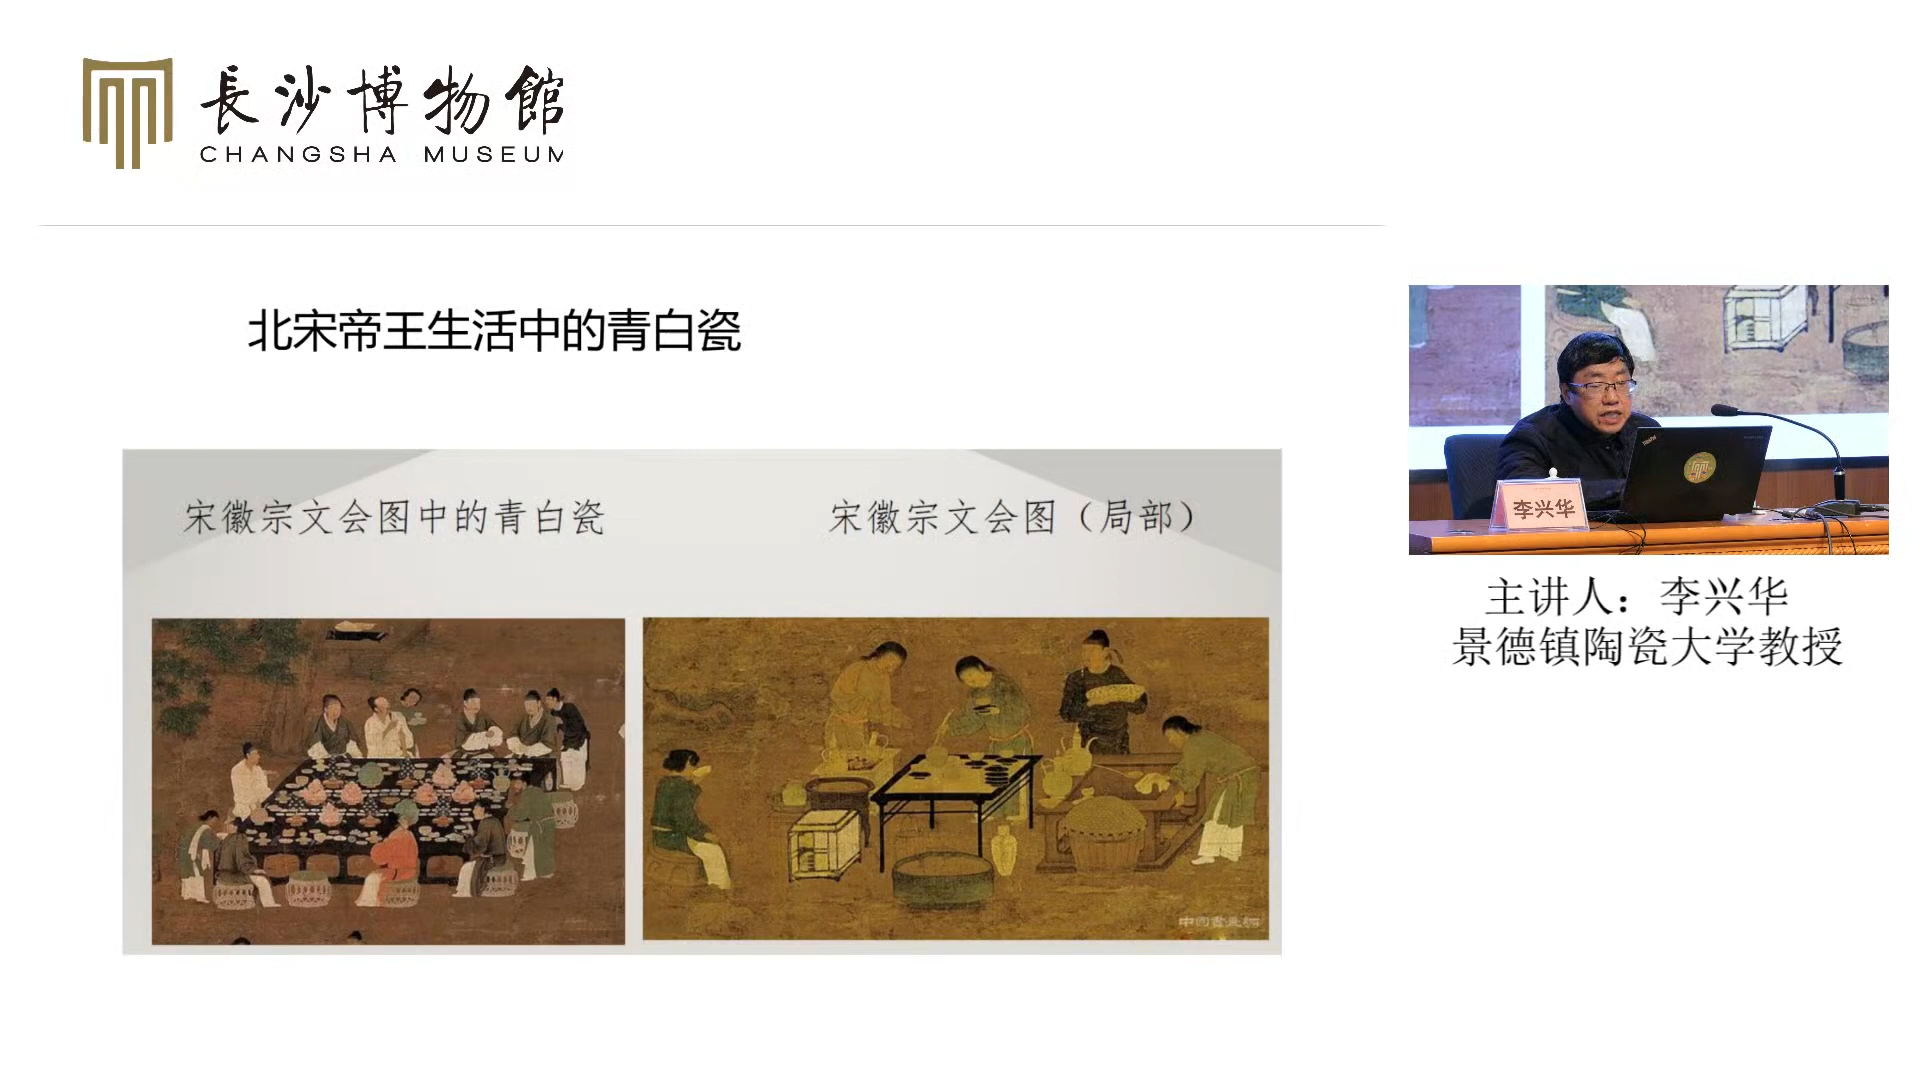 長沙博物館
CHANGSHA MUSEUM
北宋帝王生活中的青白瓷
宋徽宗文会图中的青白瓷
宋徽宗文会图（局部）
李兴华
主讲人：李兴华
景德镇陶瓷大学教授